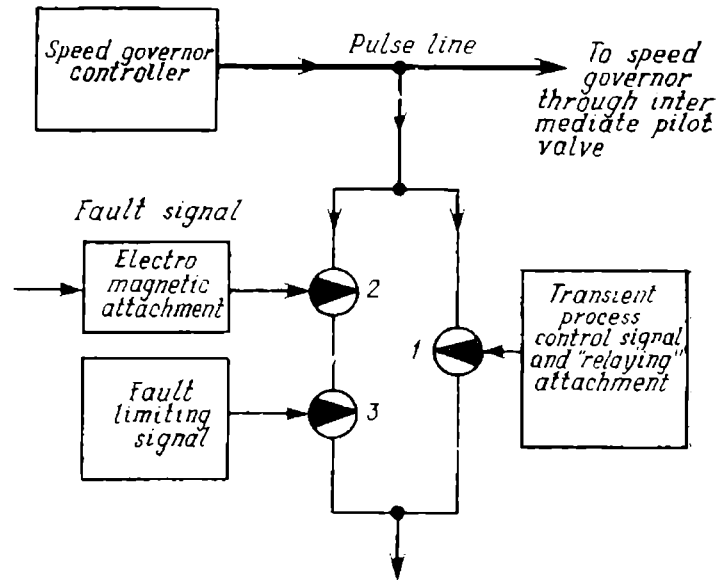 Speed governor
controller
Pulse line
To speed
governor
through inter
mediate pilot
valve
Fault signal
Electro
magnetic
attachment
2
Transient
process
control signal
and "relaying"
attachment
1
Fault
limiting
signal
3